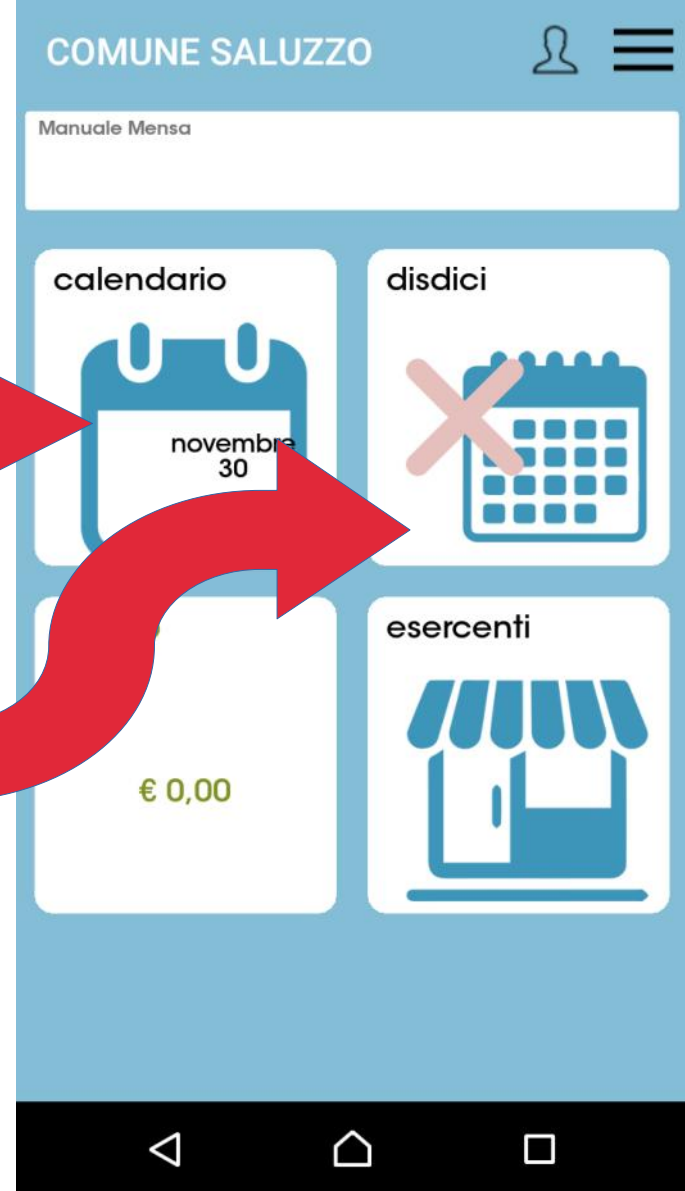 COMUNE SALUZZO
Manuale Mensa
calendario
disdici
novembre
30
esercenti
€ 0,00